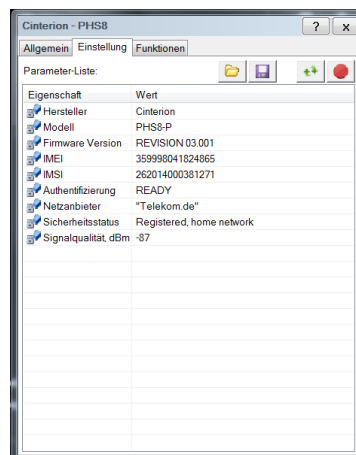 Cinterion - PHS8
? x
Allgemein Einstellung Funktionen
Parameter-Liste:
Eigenschaft Wert
Hersteller Cinterion
Modell PHS8-P
Firmware Version REVISION 03.001
IMEI 359998041824865
IMSI 262014000381271
Authentifizierung READY
Netzanbieter "Telekom.de"
Sicherheitsstatus Registered, home network
Signalqualität, dBm -87